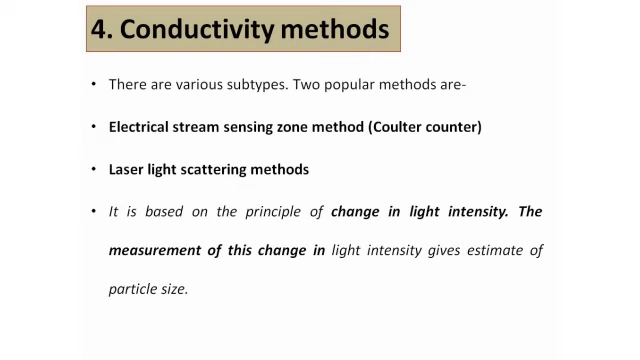 4. Conductivity methods
• There are various subtypes. Two popular methods are-
• Electrical stream sensing zone method (Coulter counter)
• Laser light scattering methods
• It is based on the principle of change in light intensity. The
measurement of this change in light intensity gives estimate of
particle size.